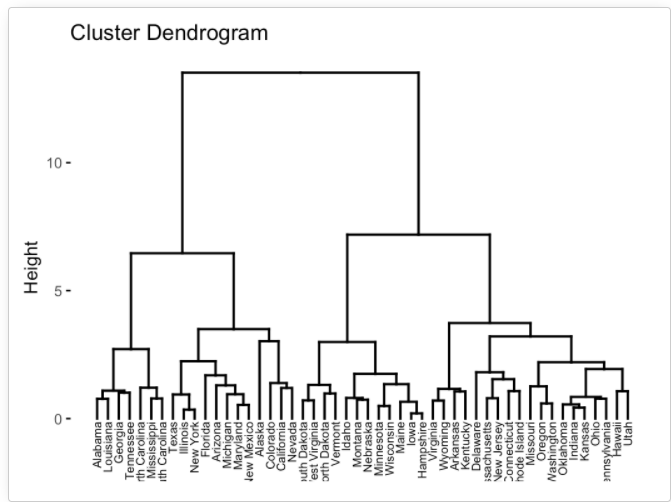 Cluster Dendrogram
10
5
0
Height
Alabama
Louisiana
Georgia
Tennessee
th Carolina
Mississippi
th Carolina
Texas
Illinois
New York
Florida
Arizona
Michigan
Maryland
ew Mexico
Alaska
Colorado
California
Nevada
uth Dakota
est Virginia
orth Dakota
Vermont
Idaho
Montana
Nebraska
Minnesota
Wisconsin
Maine
Iowa
Hampshire
Virginia
Wyoming
Arkansas
Kentucky
Delaware
sachusetts
New Jersey
Connecticut
hode Island
Missouri
Oregon
Washington
Oklahoma
Indiana
Kansas
Ohio
ennsylvania
Hawaii
Utah